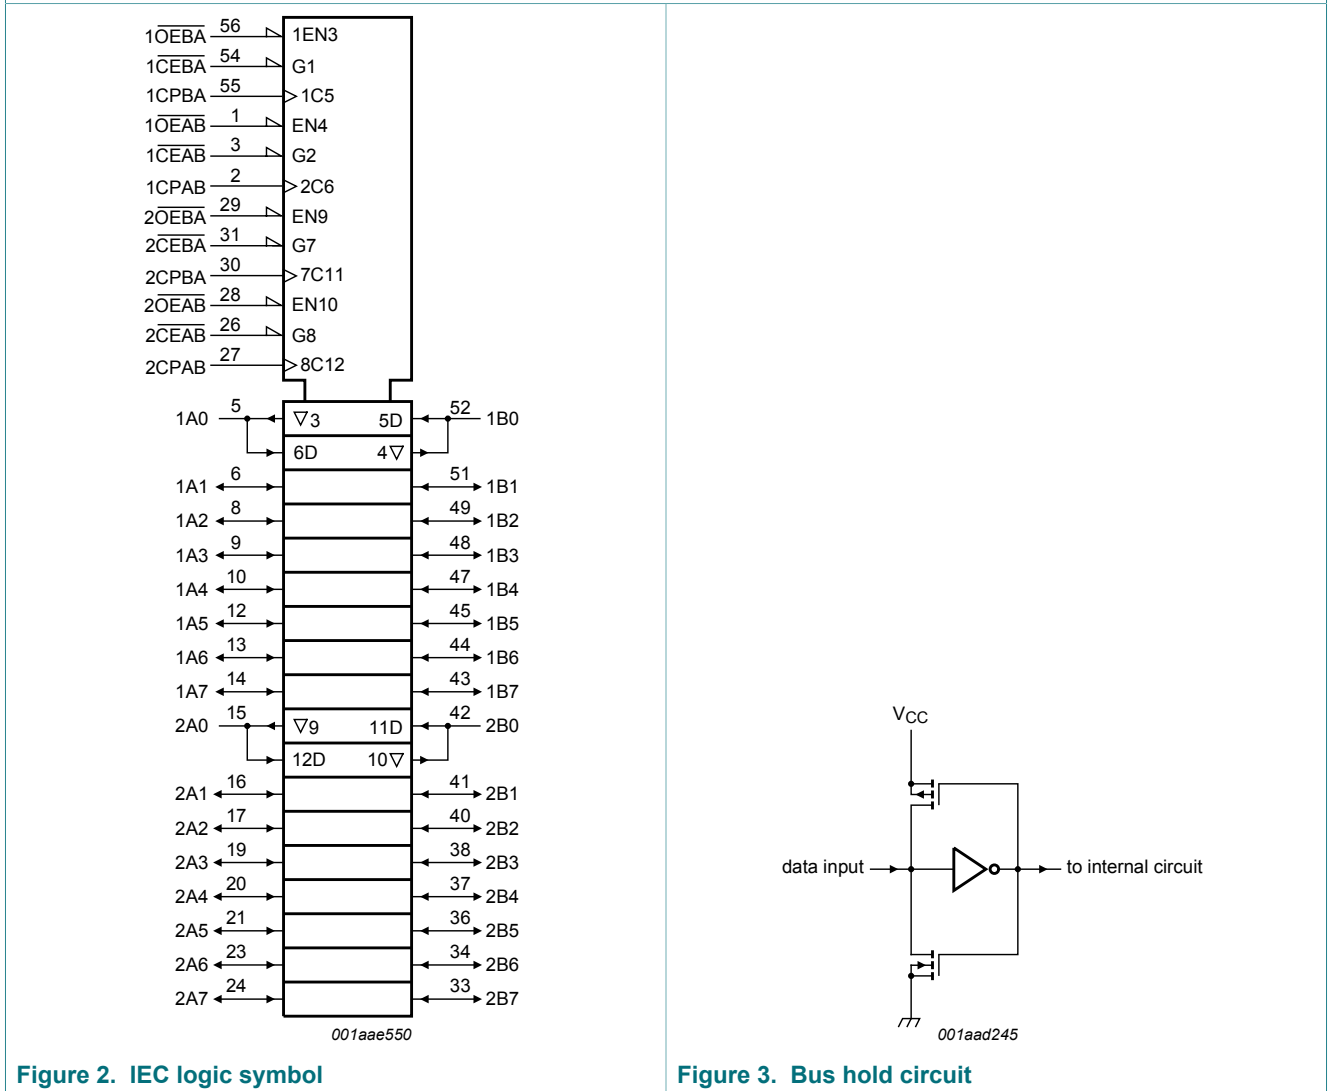 1OEBA 56 1EN3
1CEBA 54 G1
1CPBA 55 1C5
1OEAB 1 EN4
1CEAB 3 G2
1CPAB 2 2C6
2OEBA 29 EN9
2CEBA 31 G7
2CPBA 30 7C11
2OEAB 28 EN10
2CEAB 26 G8
2CPAB 27 8C12
1A0 5 ▽3 5D 52 1B0
6D 4▽
1A1 6 51 1B1
1A2 8 49 1B2
1A3 9 48 1B3
1A4 10 47 1B4
1A5 12 45 1B5
1A6 13 44 1B6
1A7 14 43 1B7
2A0 15 ▽9 11D 42 2B0
12D 10▽
2A1 16 41 2B1
2A2 17 40 2B2
2A3 19 38 2B3
2A4 20 37 2B4
2A5 21 36 2B5
2A6 23 34 2B6
2A7 24 33 2B7
001aae550
Figure 2. IEC logic symbol
VCC
data input to internal circuit
001aad245
Figure 3. Bus hold circuit